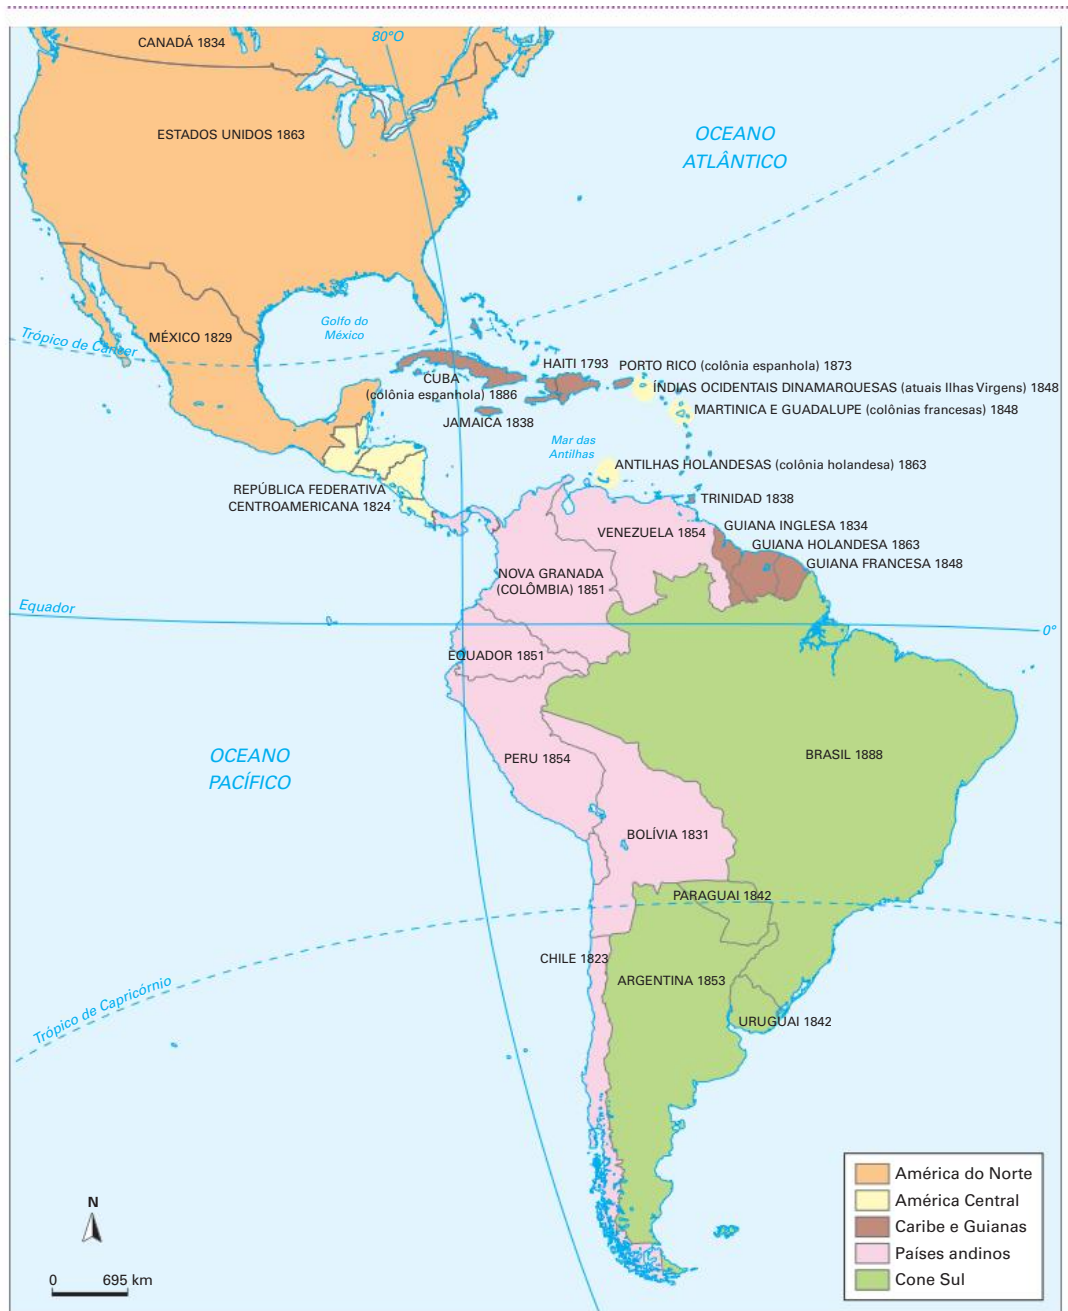 CANADÁ 1834
80°O
ESTADOS UNIDOS 1863
OCEANO
ATLÂNTICO
Golfo do
México
Trópico de Câncer
MÉXICO 1829
HAITI 1793
PORTO RICO (colônia espanhola) 1873
CUBA
(colônia espanhola) 1886
ÍNDIAS OCIDENTAIS DINAMARQUESAS (atuais Ilhas Virgens) 1848
MARTINICA E GUADALUPE (colônias francesas) 1848
JAMAICA 1838
Mar das
Antilhas
ANTILHAS HOLANDESAS (colônia holandesa) 1863
REPÚBLICA FEDERATIVA
CENTROAMERICANA 1824
TRINIDAD 1838
VENEZUELA 1854
GUIANA INGLESA 1834
GUIANA HOLANDESA 1863
GUIANA FRANCESA 1848
NOVA GRANADA
(COLÔMBIA) 1851
Equador
0°
EQUADOR 1851
OCEANO
PACÍFICO
PERU 1854
BRASIL 1888
BOLÍVIA 1831
PARAGUAI 1842
CHILE 1823
ARGENTINA 1853
Trópico de Capricórnio
URUGUAI 1842
América do Norte
América Central
Caribe e Guianas
Países andinos
Cone Sul
N
0 695 km